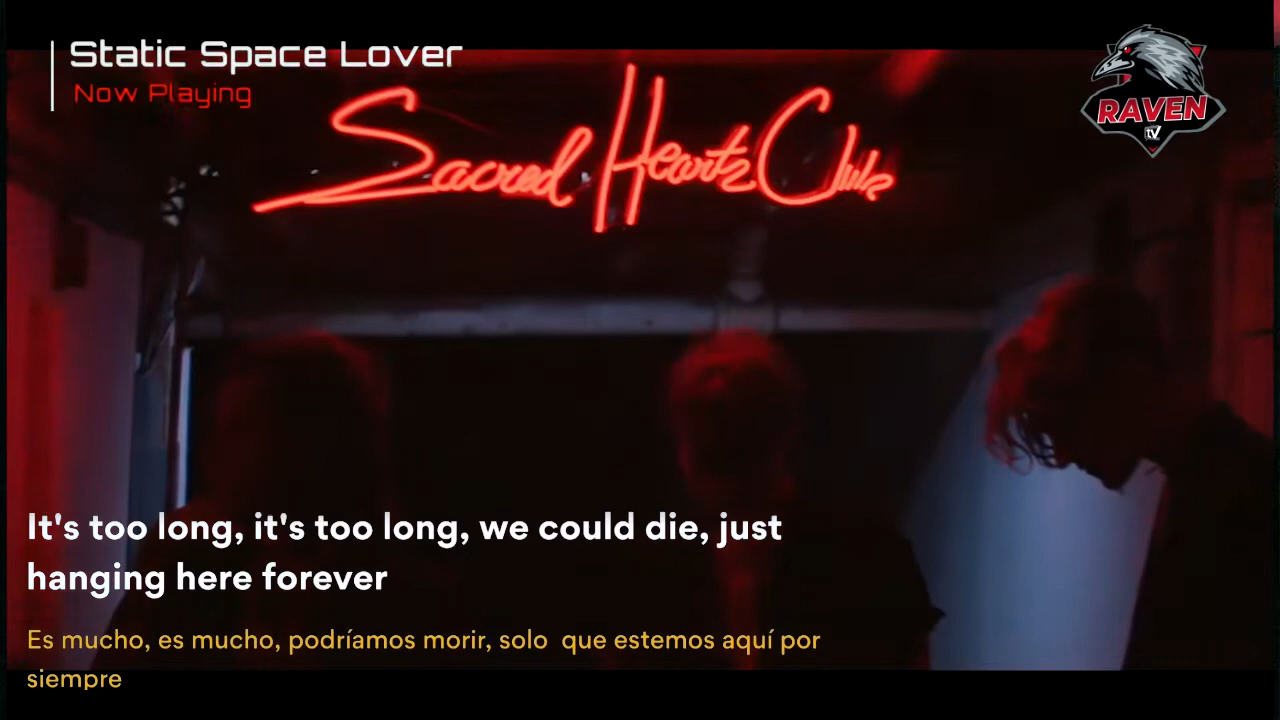 Static Space Lover
Now Playing
Sacred Hearts Club
RAVEN
tv
It's too long, it's too long, we could die, just
hanging here forever
Es mucho, es mucho, podríamos morir, solo  que estemos aquí por
siempre